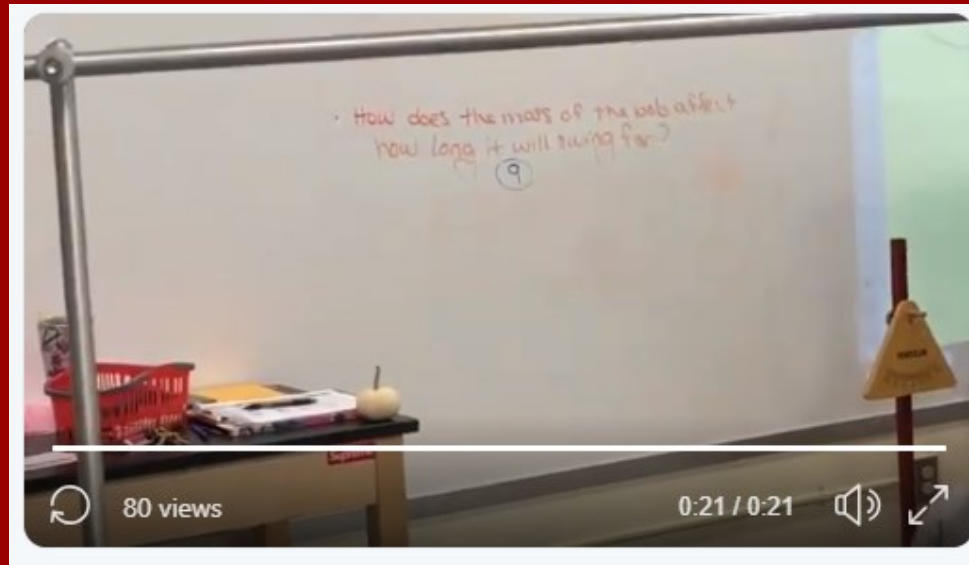 · How does the mass of the bob affect
how long it will swing for?
9
80 views
0:21 / 0:21